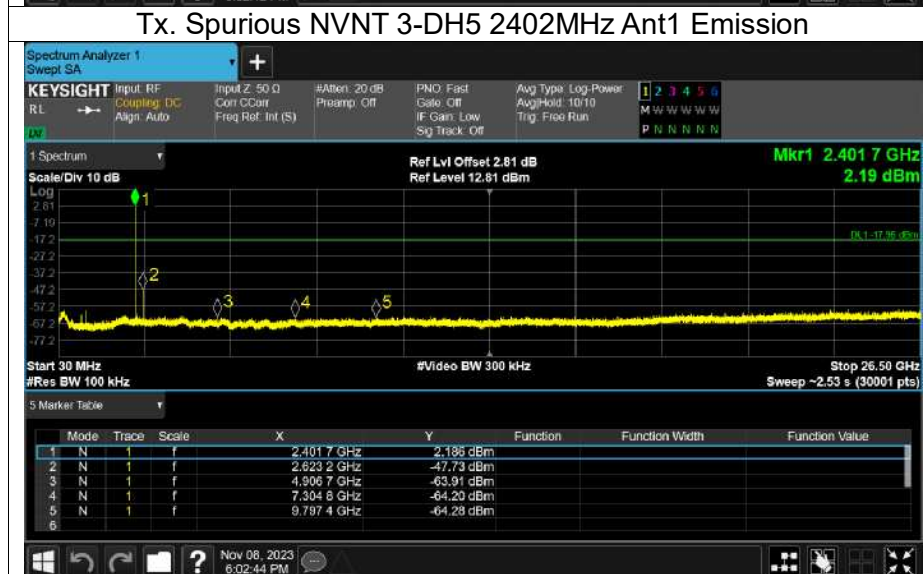 Tx. Spurious NVNT 3-DH5 2402MHz Ant1 Emission
Spectrum Analyzer 1
Swept SA
+
KEYSIGHT Input: RF Input Z: 50 Ω #Atten: 20 dB PNO: Fast Avg Type: Log-Power 1 2 3 4 5 6
RL Coupling: DC Corr CCorr Preamp: Off Gate: Off Avg|Hold: 10/10 M W W W W W
Align: Auto Freq Ref: Int (S) IF Gain: Low Trig: Free Run
Sig Track: Off P N N N N N
1 Spectrum Ref Lvl Offset 2.81 dB Mkr1 2.401 7 GHz
Scale/Div 10 dB Ref Level 12.81 dBm 2.19 dBm
Log
2.81
-7.19
-17.2
DL1 -17.95 dBm
-27.2
-37.2
-47.2
-57.2
-67.2
-77.2
1
2
3
4
5
Start 30 MHz #Video BW 300 kHz Stop 26.50 GHz
#Res BW 100 kHz Sweep ~2.53 s (30001 pts)
5 Marker Table
Mode Trace Scale X Y Function Function Width Function Value
1 N 1 f 2.401 7 GHz 2.186 dBm
2 N 1 f 2.623 2 GHz -47.73 dBm
3 N 1 f 4.906 7 GHz -63.91 dBm
4 N 1 f 7.304 8 GHz -64.20 dBm
5 N 1 f 9.797 4 GHz -64.28 dBm
6
? Nov 08, 2023
6:02:44 PM